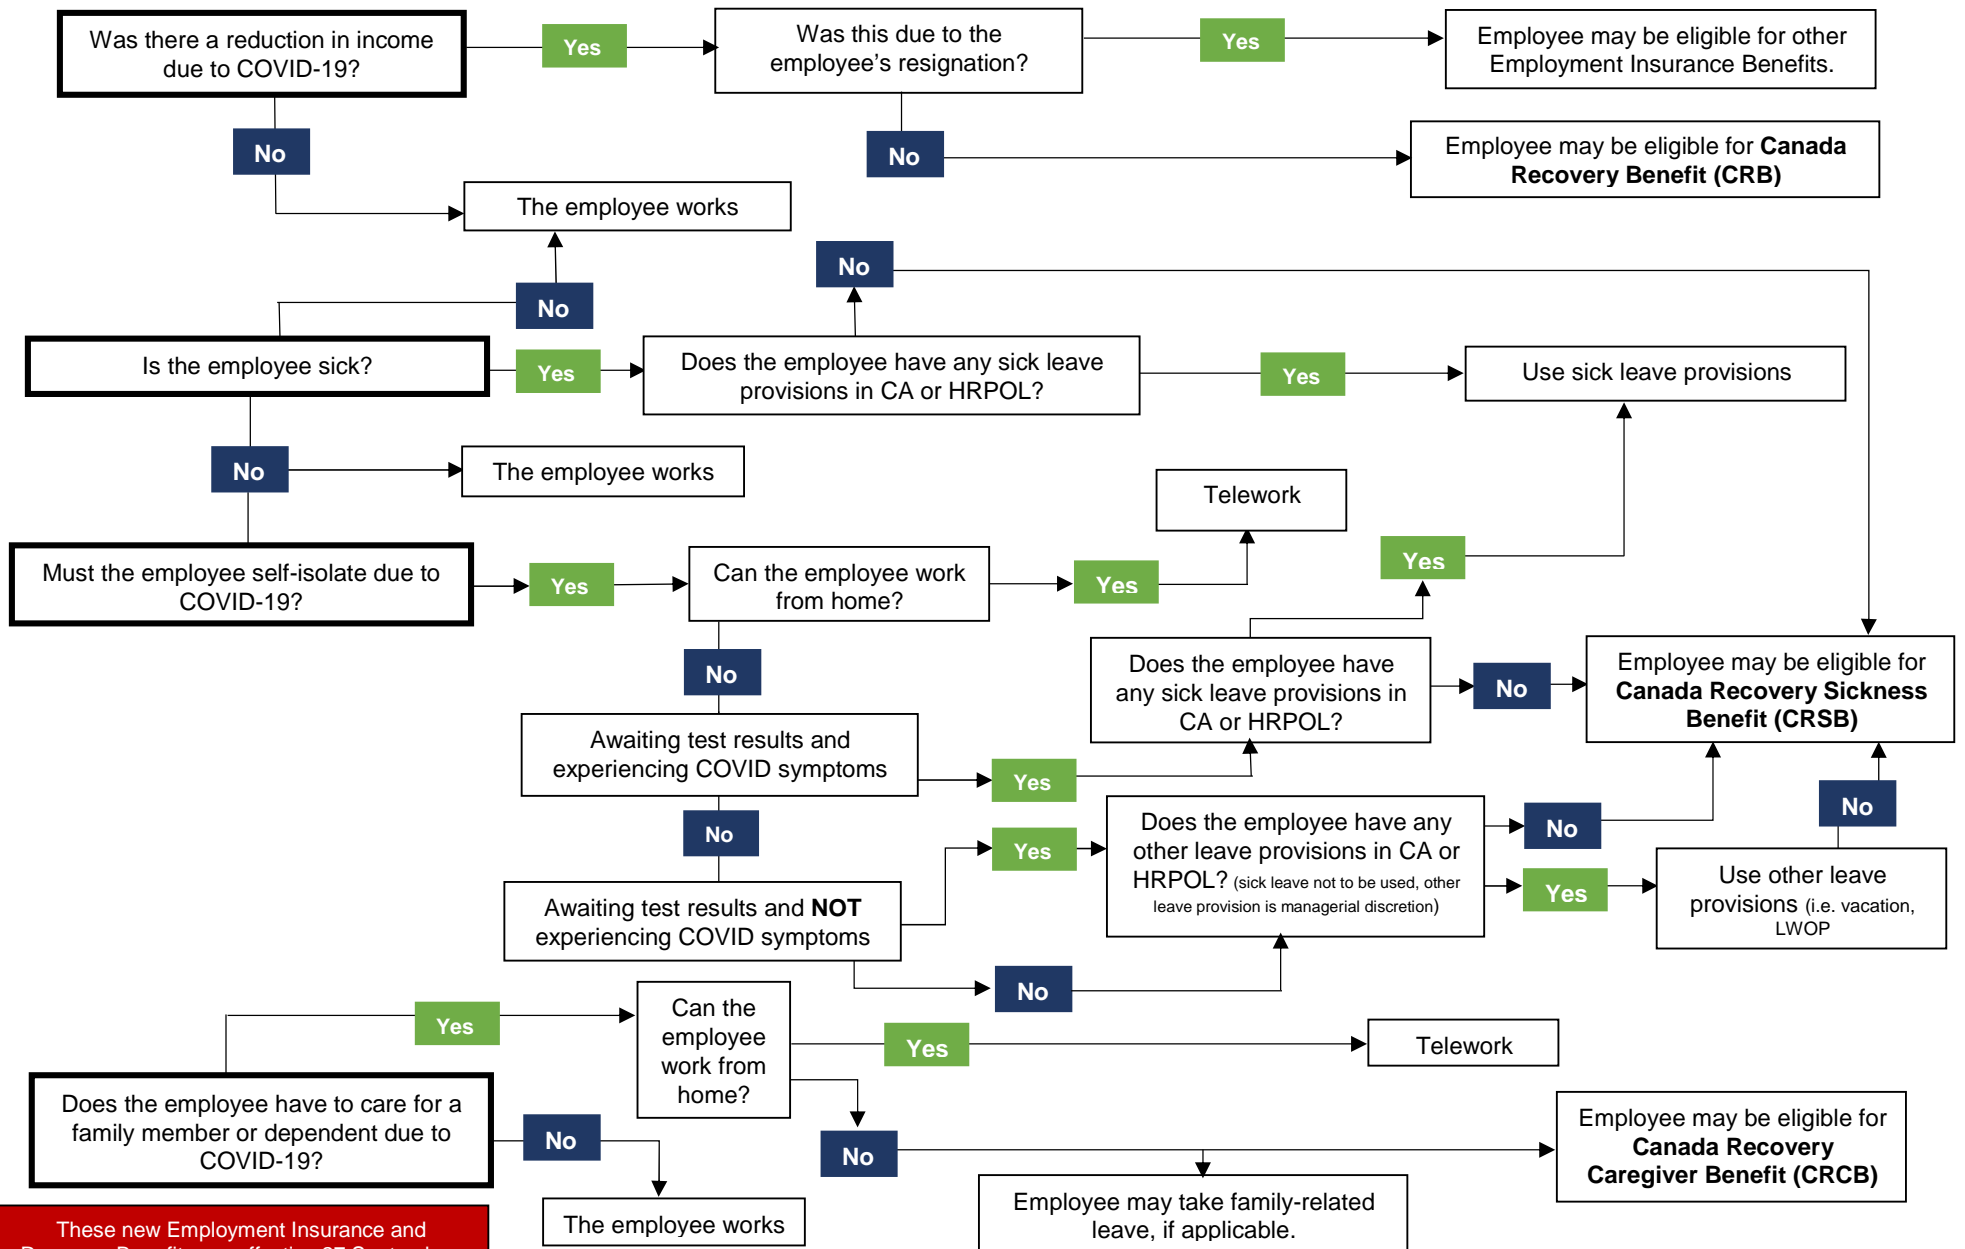 Was there a reduction in income
due to COVID-19?
Yes
Was this due to the
employee's resignation?
Yes
Employee may be eligible for other
Employment Insurance Benefits.
No
No
Employee may be eligible for Canada
Recovery Benefit (CRB)
The employee works
No
No
Is the employee sick?
Yes
Does the employee have any sick leave
provisions in CA or HRPOL?
Yes
Use sick leave provisions
No
The employee works
Telework
Must the employee self-isolate due to
COVID-19?
Yes
Can the employee work
from home?
Yes
Yes
No
Does the employee have
any sick leave provisions in
CA or HRPOL?
No
Employee may be eligible for
Canada Recovery Sickness
Benefit (CRSB)
Awaiting test results and
experiencing COVID symptoms
Yes
No
No
Yes
Does the employee have any
other leave provisions in CA or
HRPOL? (sick leave not to be used, other
leave provision is managerial discretion)
No
Yes
Use other leave
provisions (i.e. vacation,
LWOP
Awaiting test results and NOT
experiencing COVID symptoms
No
Yes
Can the
employee
work from
home?
Yes
Telework
Does the employee have to care for a
family member or dependent due to
COVID-19?
No
No
Employee may be eligible for
Canada Recovery
Caregiver Benefit (CRCB)
The employee works
Employee may take family-related
leave, if applicable.
These new Employment Insurance and